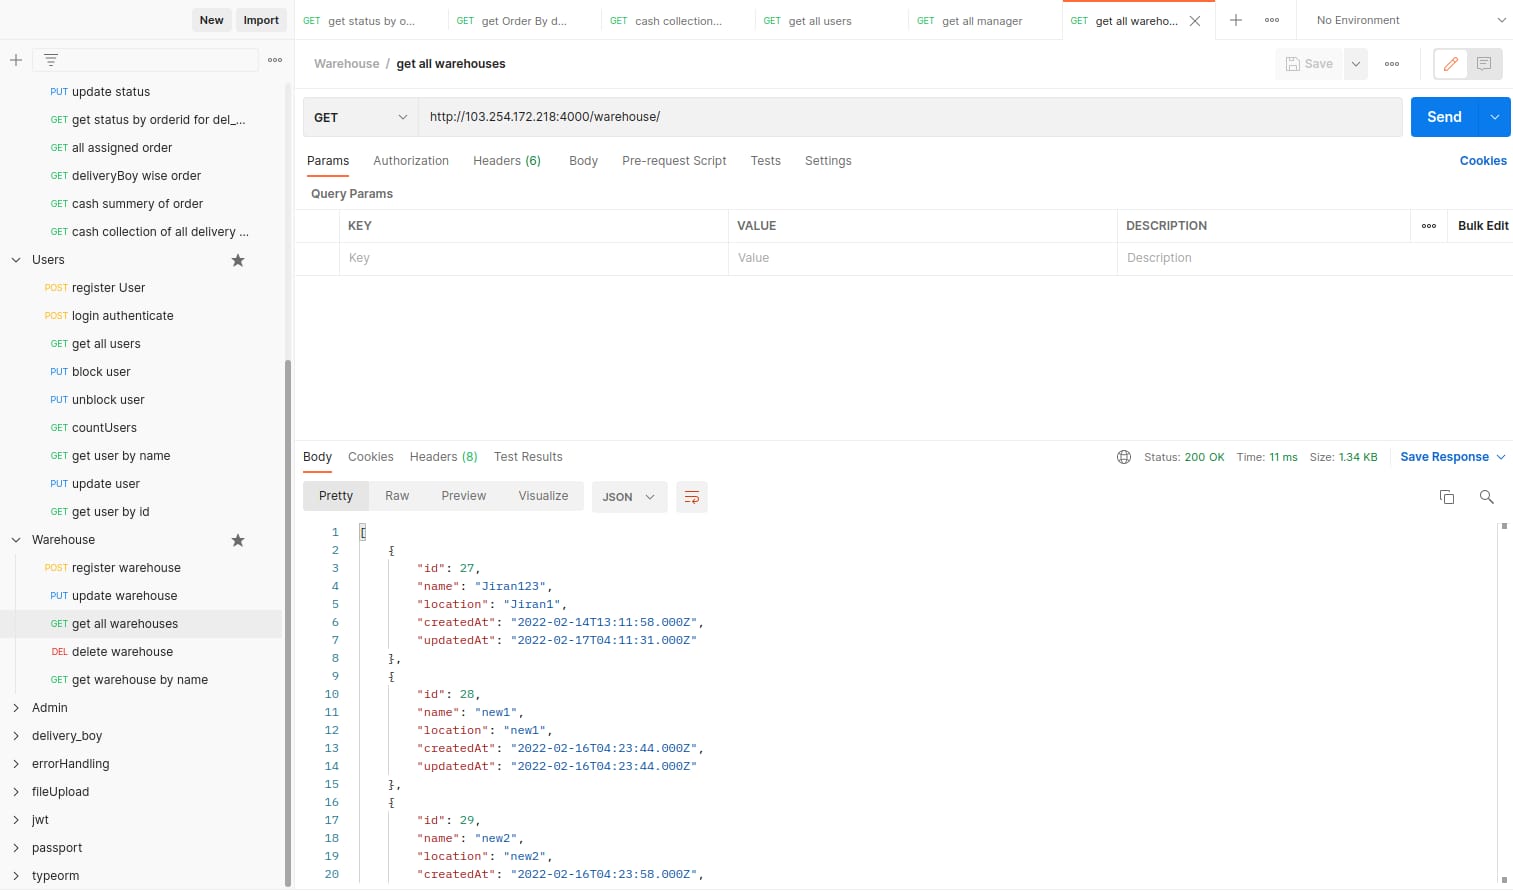 New Import
GET get status by o... GET get Order By d... GET cash collection... GET get all users GET get all manager GET get all wareho... No Environment
Warehouse / get all warehouses Save
PUT update status
GET get status by orderid for del_...
GET all assigned order
GET deliveryBoy wise order
GET cash summery of order
GET cash collection of all delivery ...
Users
POST register User
POST login authenticate
GET get all users
PUT block user
PUT unblock user
GET countUsers
GET get user by name
PUT update user
GET get user by id
Warehouse
POST register warehouse
PUT update warehouse
GET get all warehouses
DEL delete warehouse
GET get warehouse by name
Admin
delivery_boy
errorHandling
fileUpload
jwt
passport
typeorm
GET http://103.254.172.218:4000/warehouse/ Send
Params Authorization Headers (6) Body Pre-request Script Tests Settings Cookies
Query Params
KEY VALUE DESCRIPTION Bulk Edit
Key Value Description
Body Cookies Headers (8) Test Results Status: 200 OK Time: 11 ms Size: 1.34 KB Save Response
Pretty Raw Preview Visualize JSON
1 [
2 {
3 "id": 27,
4 "name": "Jiran123",
5 "location": "Jiran1",
6 "createdAt": "2022-02-14T13:11:58.000Z",
7 "updatedAt": "2022-02-17T04:11:31.000Z"
8 },
9 {
10 "id": 28,
11 "name": "new1",
12 "location": "new1",
13 "createdAt": "2022-02-16T04:23:44.000Z",
14 "updatedAt": "2022-02-16T04:23:44.000Z"
15 },
16 {
17 "id": 29,
18 "name": "new2",
19 "location": "new2",
20 "createdAt": "2022-02-16T04:23:58.000Z",